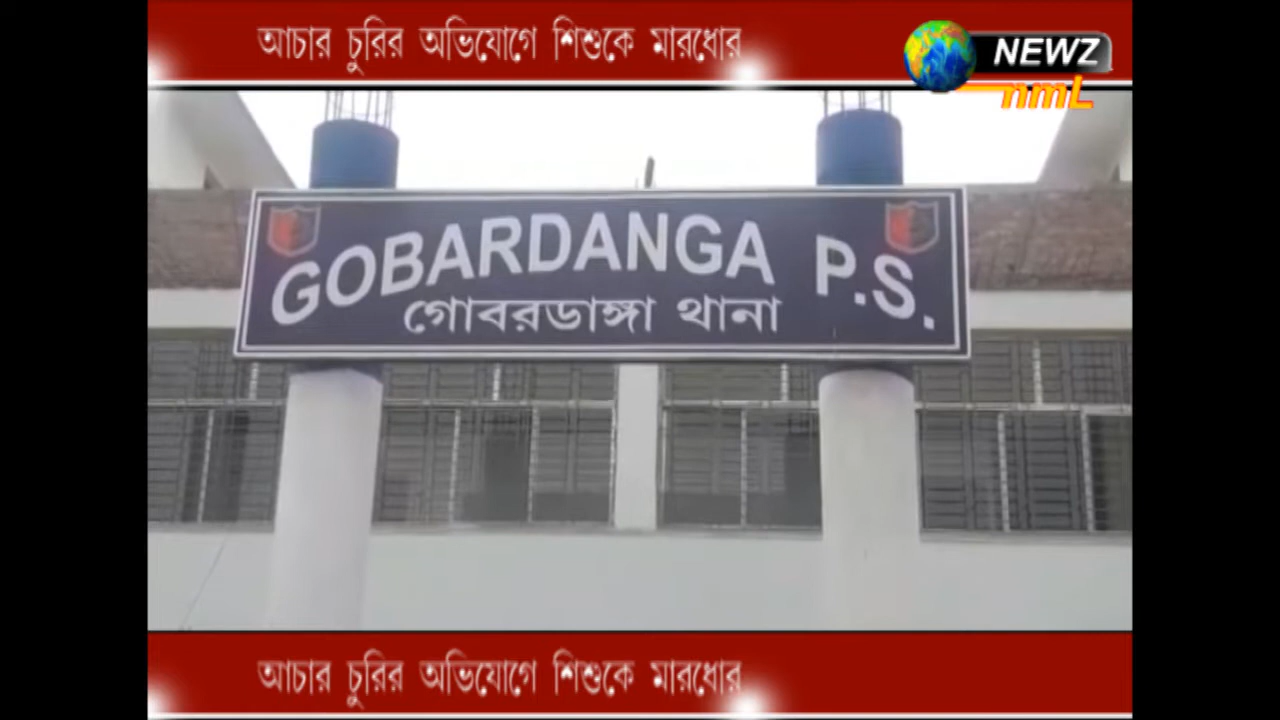 আচার চুরির অভিযোগে শিশুকে মারধোর
NEWZ
nmL
GOBARDANGA P.S.
গোবরডাঙ্গা থানা
আচার চুরির অভিযোগে শিশুকে মারধোর